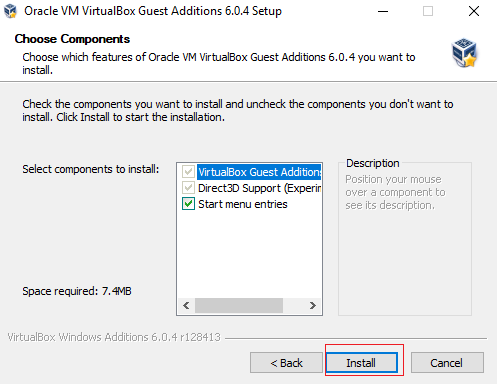 Oracle VM VirtualBox Guest Additions 6.0.4 Setup
Choose Components
Choose which features of Oracle VM VirtualBox Guest Additions 6.0.4 you want to
install.
Check the components you want to install and uncheck the components you don't want to
install. Click Install to start the installation.
Select components to install:
VirtualBox Guest Additions
Direct3D Support (Experim
Start menu entries
Description
Position your mouse
over a component to
see its description.
Space required: 7.4MB
VirtualBox Windows Additions 6.0.4 r128413
< Back
Install
Cancel